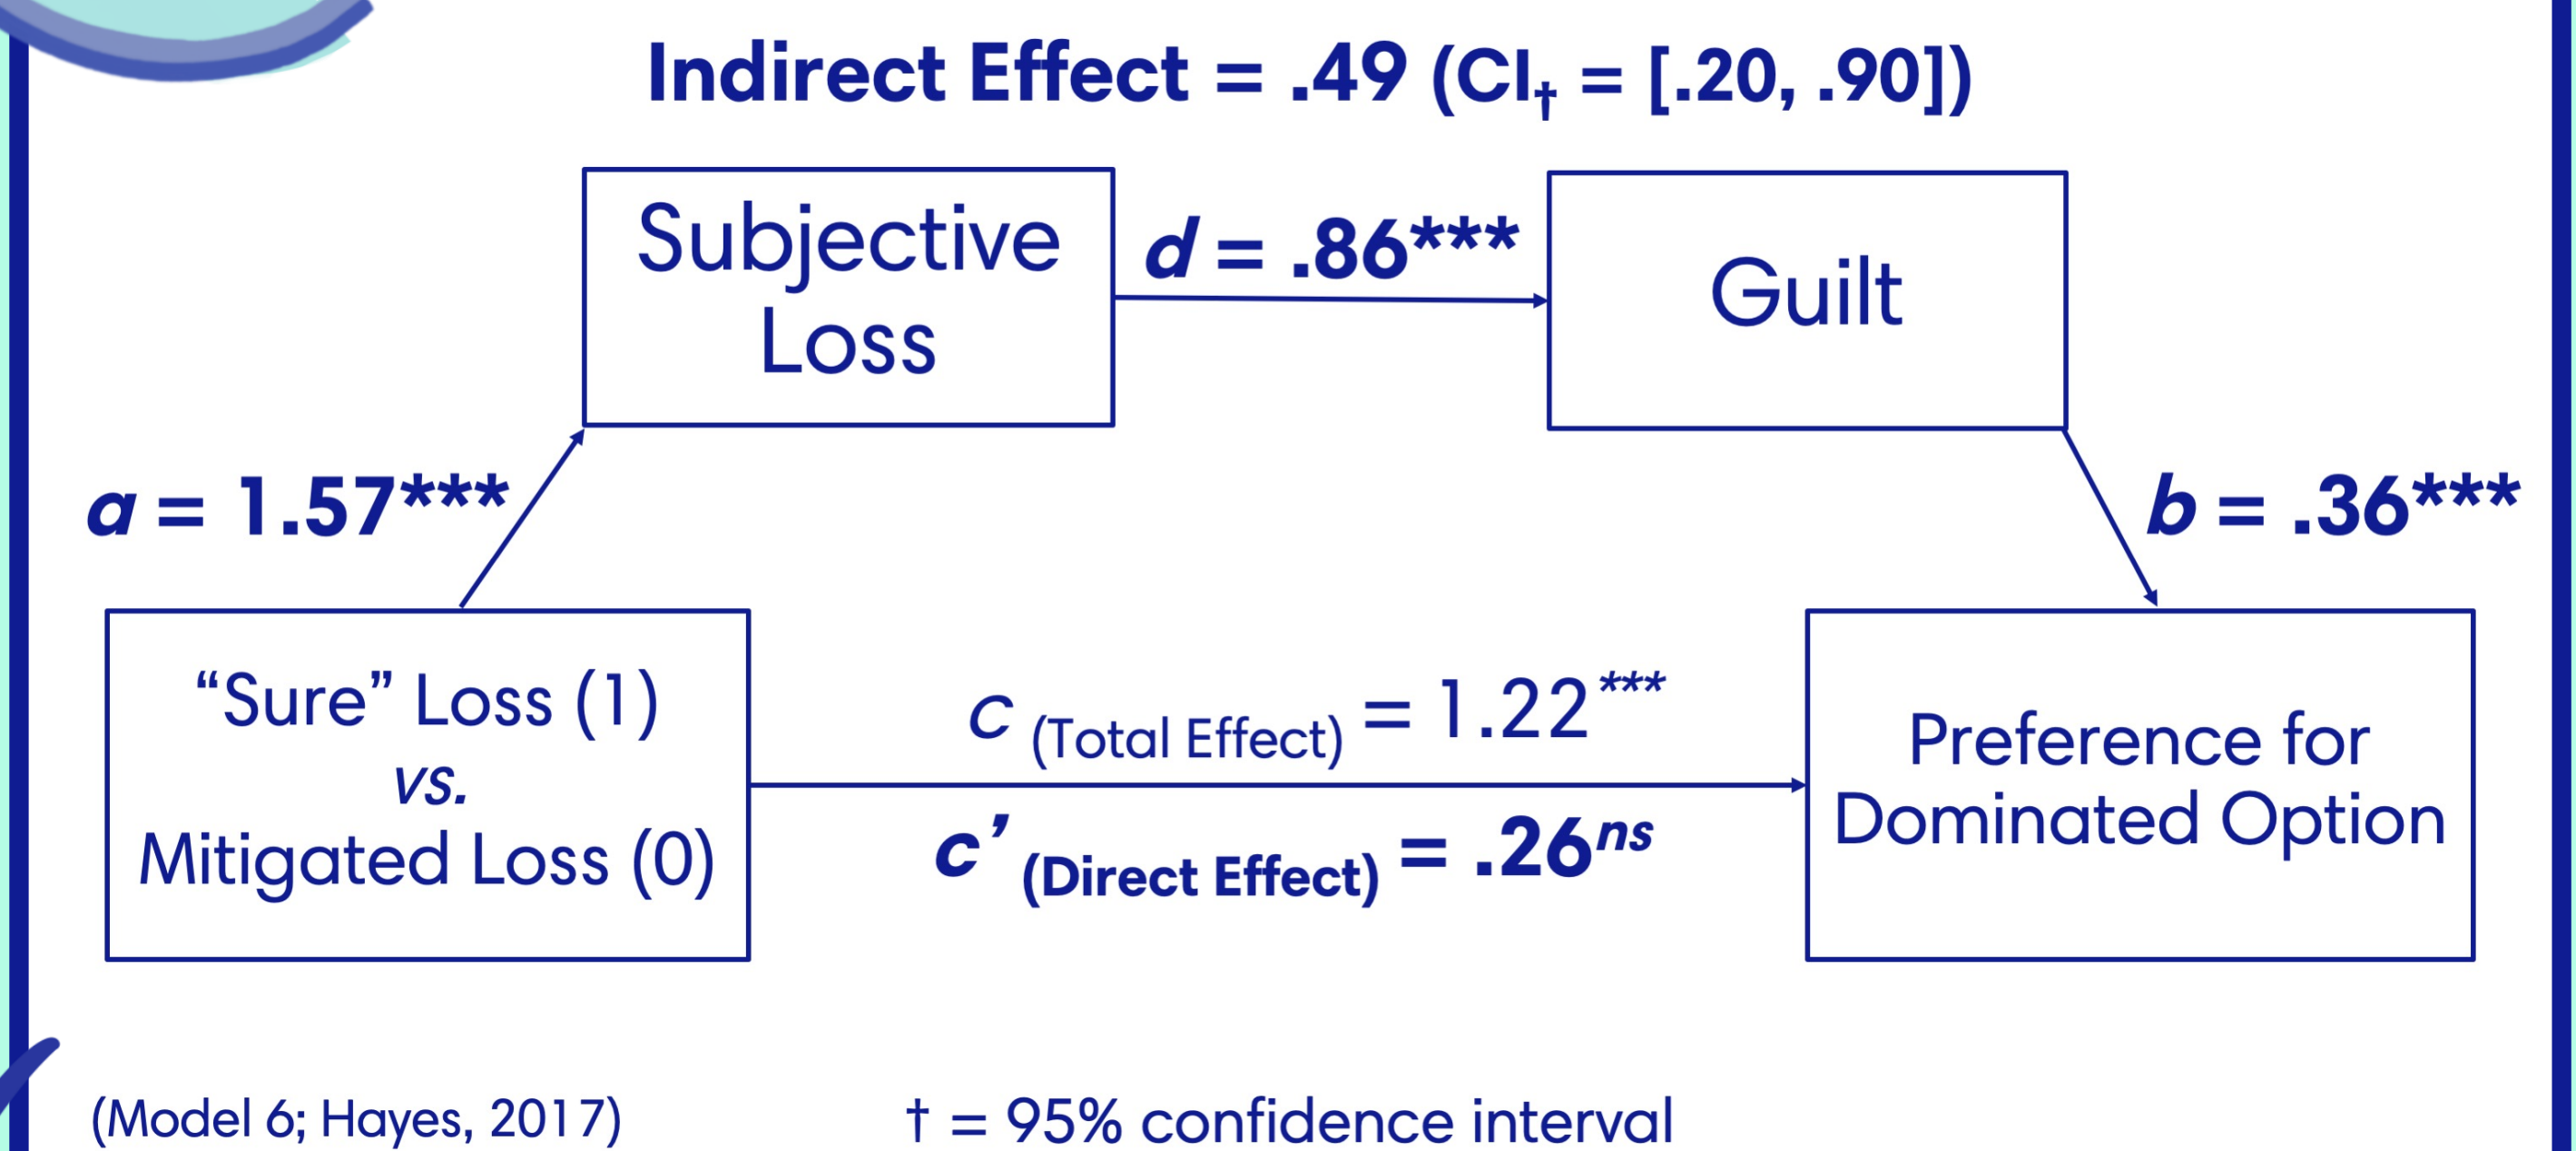 Indirect Effect = .49 (CI† = [.20, .90])
Subjective
Loss
d = .86***
Guilt
a = 1.57***
b = .36***
“Sure” Loss (1)
vs.
Mitigated Loss (0)
c (Total Effect) = 1.22***
c’ (Direct Effect) = .26ns
Preference for
Dominated Option
(Model 6; Hayes, 2017)
† = 95% confidence interval